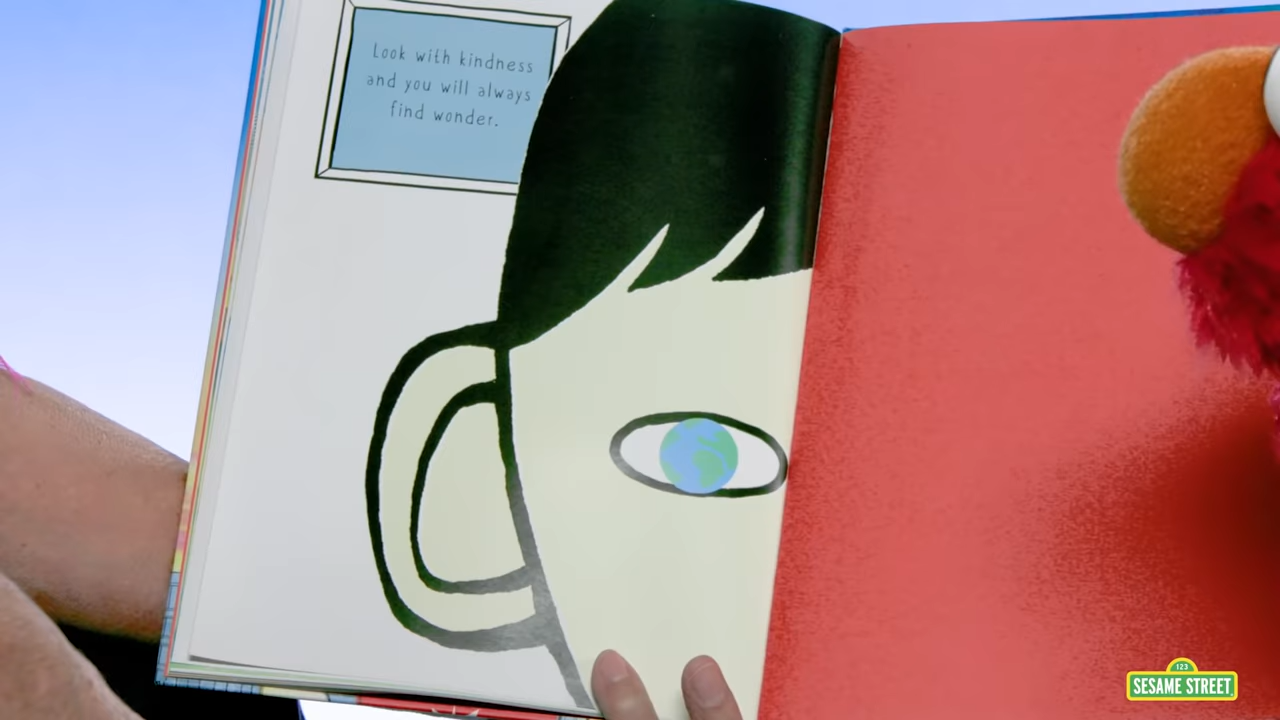 Look with kindness
and you will always
find wonder.
123
SESAME STREET